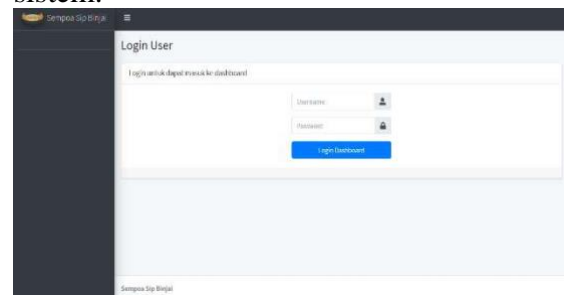 sistem.
Sempoa Sip Binjai
Login User
Login untuk dapat masuk ke dashboard
Username
Password
Login Dashboard
Sempoa Sip Binjai